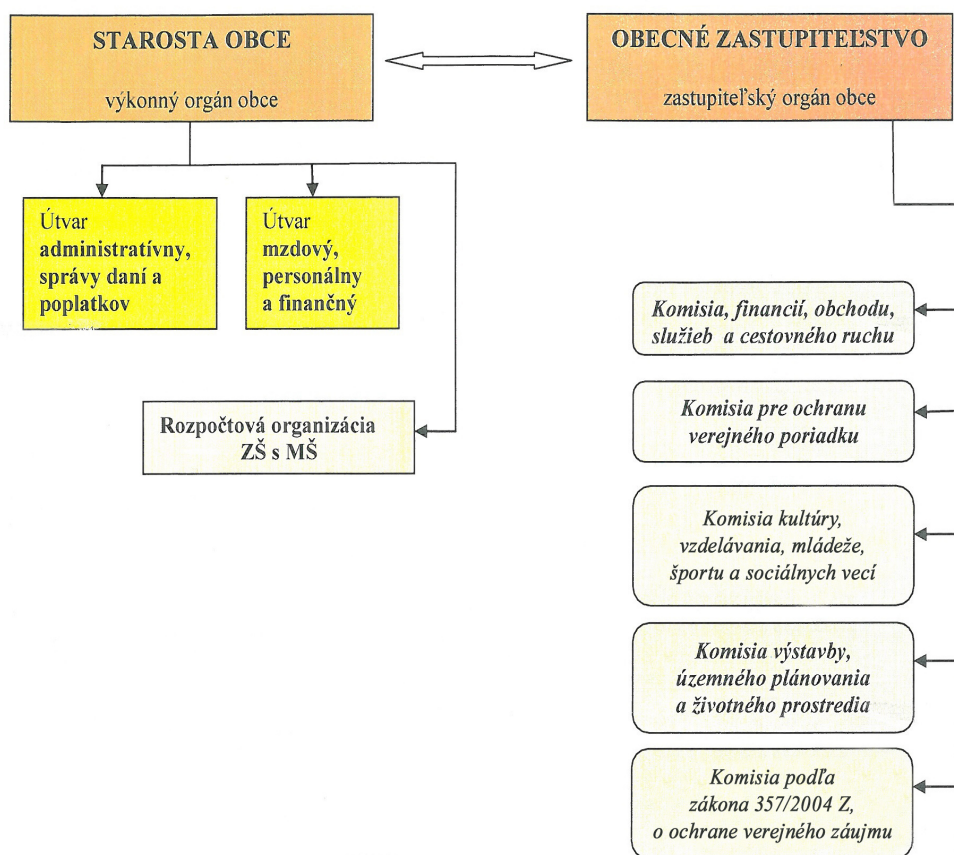 STAROSTA OBCE
výkonný orgán obce
OBECNÉ ZASTUPITEĽSTVO
zastupiteľský orgán obce
Útvar
administratívny,
správy daní a
poplatkov
Útvar
mzdový,
personálny
a finančný
Rozpočtová organizácia
ZŠ s MŠ
Komisia, financií, obchodu,
služieb a cestovného ruchu
Komisia pre ochranu
verejného poriadku
Komisia kultúry,
vzdelávania, mládeže,
športu a sociálnych vecí
Komisia výstavby,
územného plánovania
a životného prostredia
Komisia podľa
zákona 357/2004 Z,
o ochrane verejného záujmu